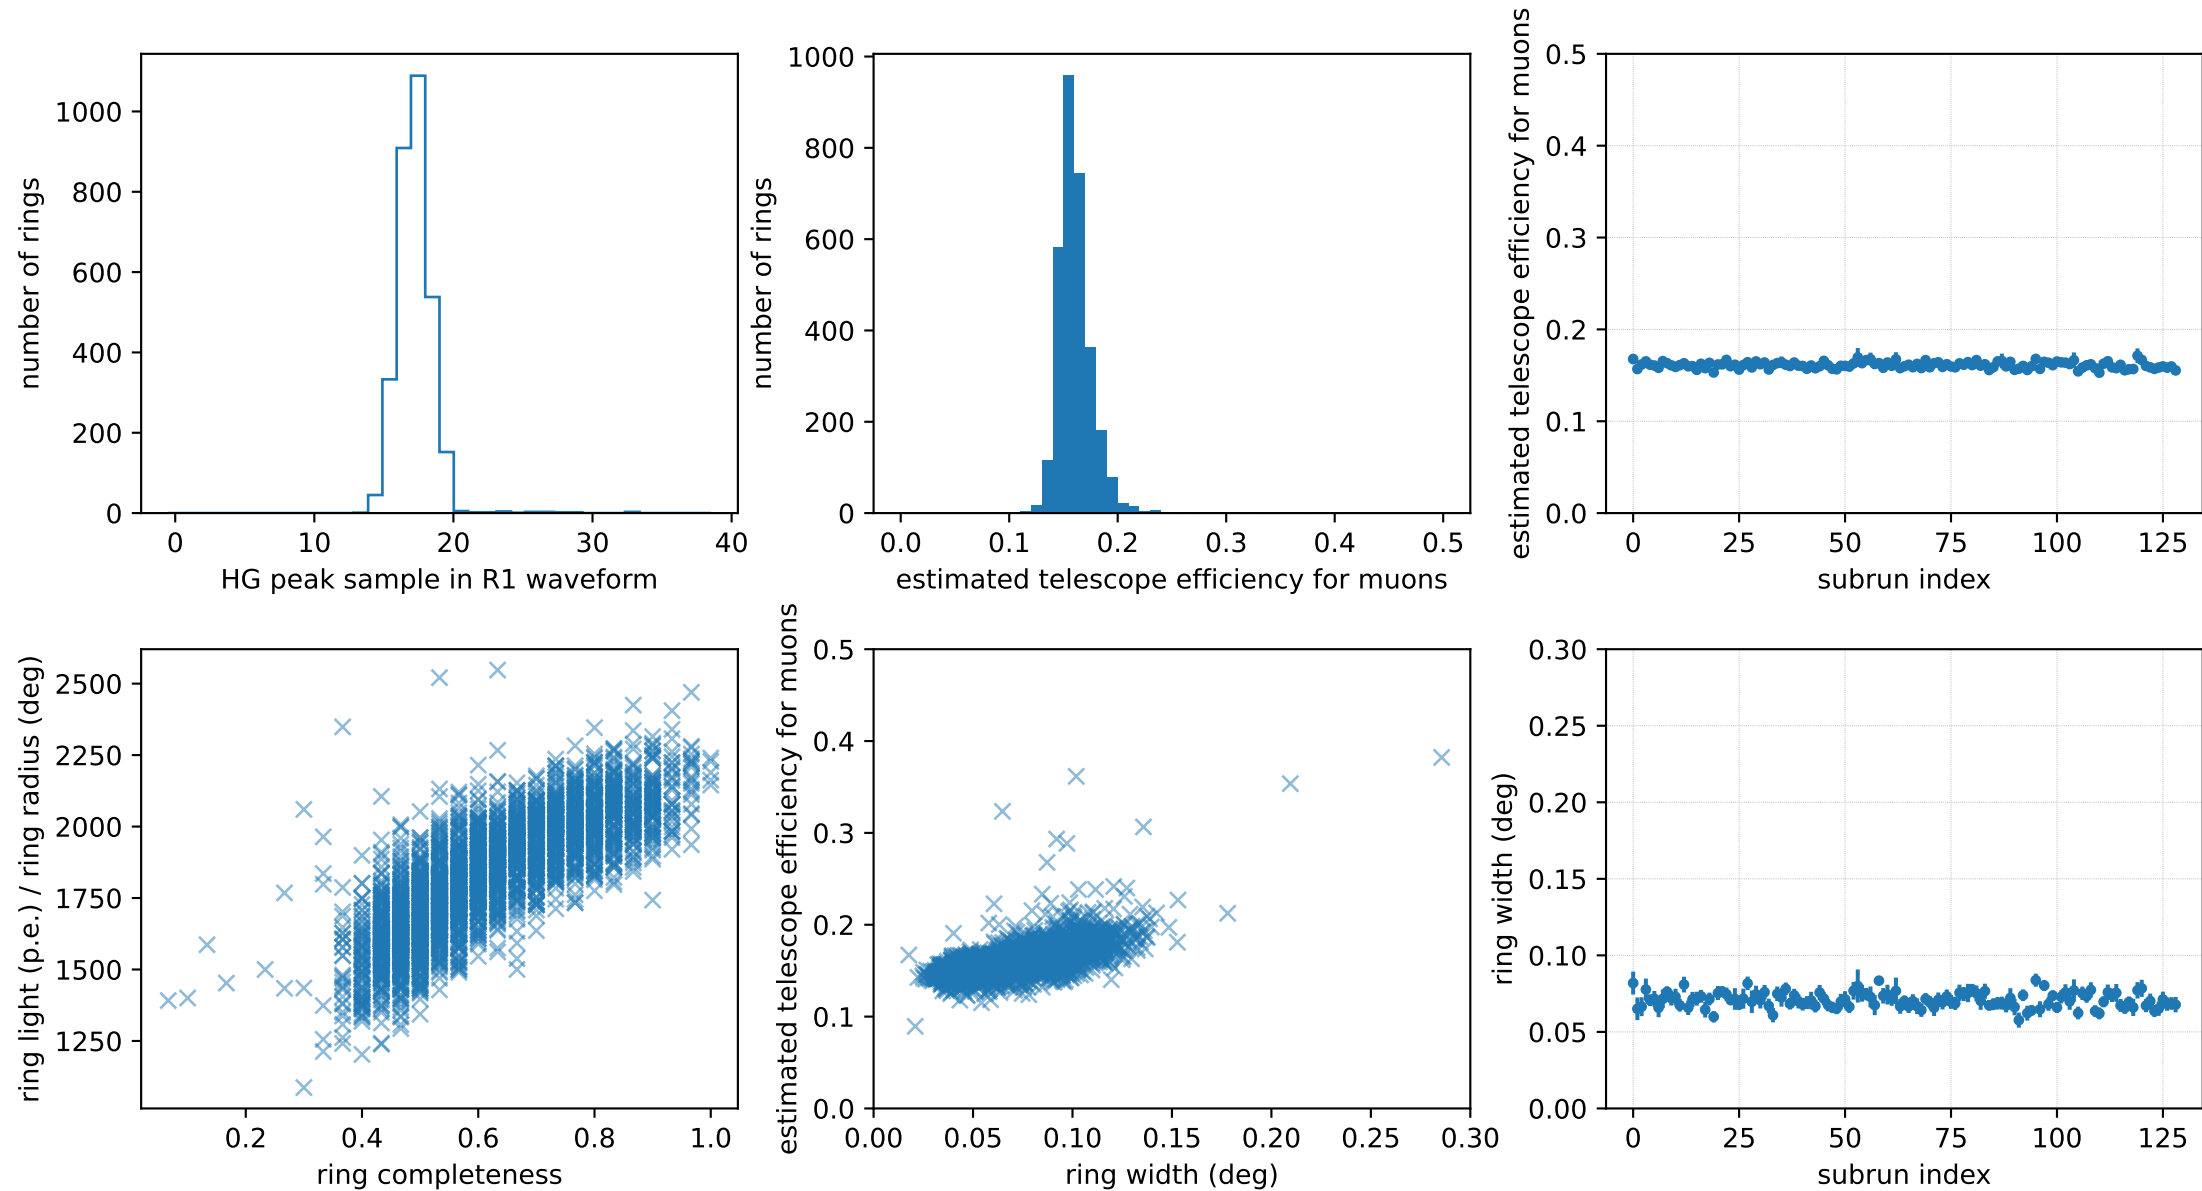 number of rings
1000
800
600
400
200
0
0 10 20 30 40
HG peak sample in R1 waveform
number of rings
1000
800
600
400
200
0
0.0 0.1 0.2 0.3 0.4 0.5
estimated telescope efficiency for muons
estimated telescope efficiency for muons
0.5
0.4
0.3
0.2
0.1
0.0
0 25 50 75 100 125
subrun index
ring light (p.e.) / ring radius (deg)
2500
2250
2000
1750
1500
1250
0.2 0.4 0.6 0.8 1.0
ring completeness
estimated telescope efficiency for muons
0.5
0.4
0.3
0.2
0.1
0.0
0.00 0.05 0.10 0.15 0.20 0.25 0.30
ring width (deg)
ring width (deg)
0.30
0.25
0.20
0.15
0.10
0.05
0.00
0 25 50 75 100 125
subrun index